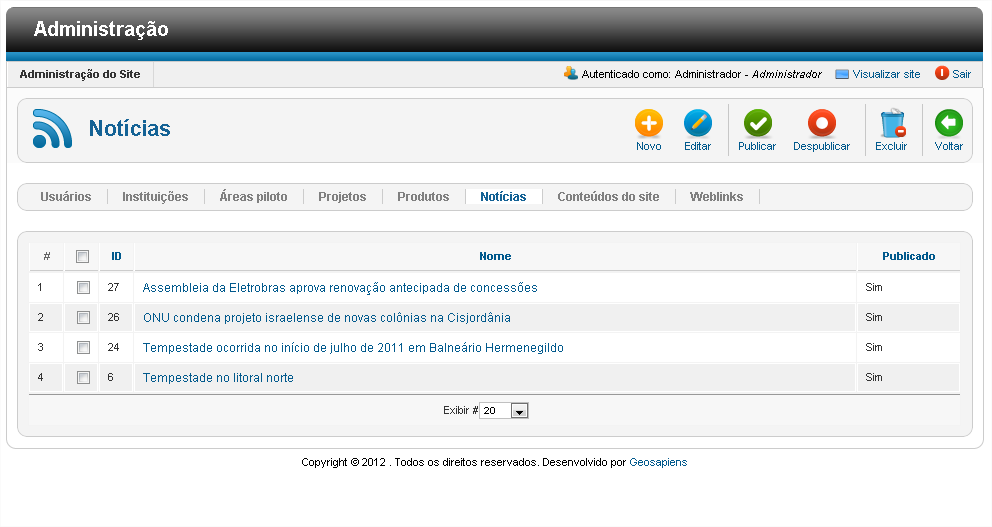 Administração
Administração do Site Autenticado como: Administrador - Administrador Visualizar site Sair
Notícias Novo Editar Publicar Despublicar Excluir Voltar
Usuários Instituições Áreas piloto Projetos Produtos Notícias Conteúdos do site Weblinks
# ID Nome Publicado
1 27 Assembleia da Eletrobras aprova renovação antecipada de concessões Sim
2 26 ONU condena projeto israelense de novas colônias na Cisjordânia Sim
3 24 Tempestade ocorrida no início de julho de 2011 em Balneário Hermenegildo Sim
4 6 Tempestade no litoral norte Sim
Exibir # 20
Copyright © 2012 . Todos os direitos reservados. Desenvolvido por Geosapiens